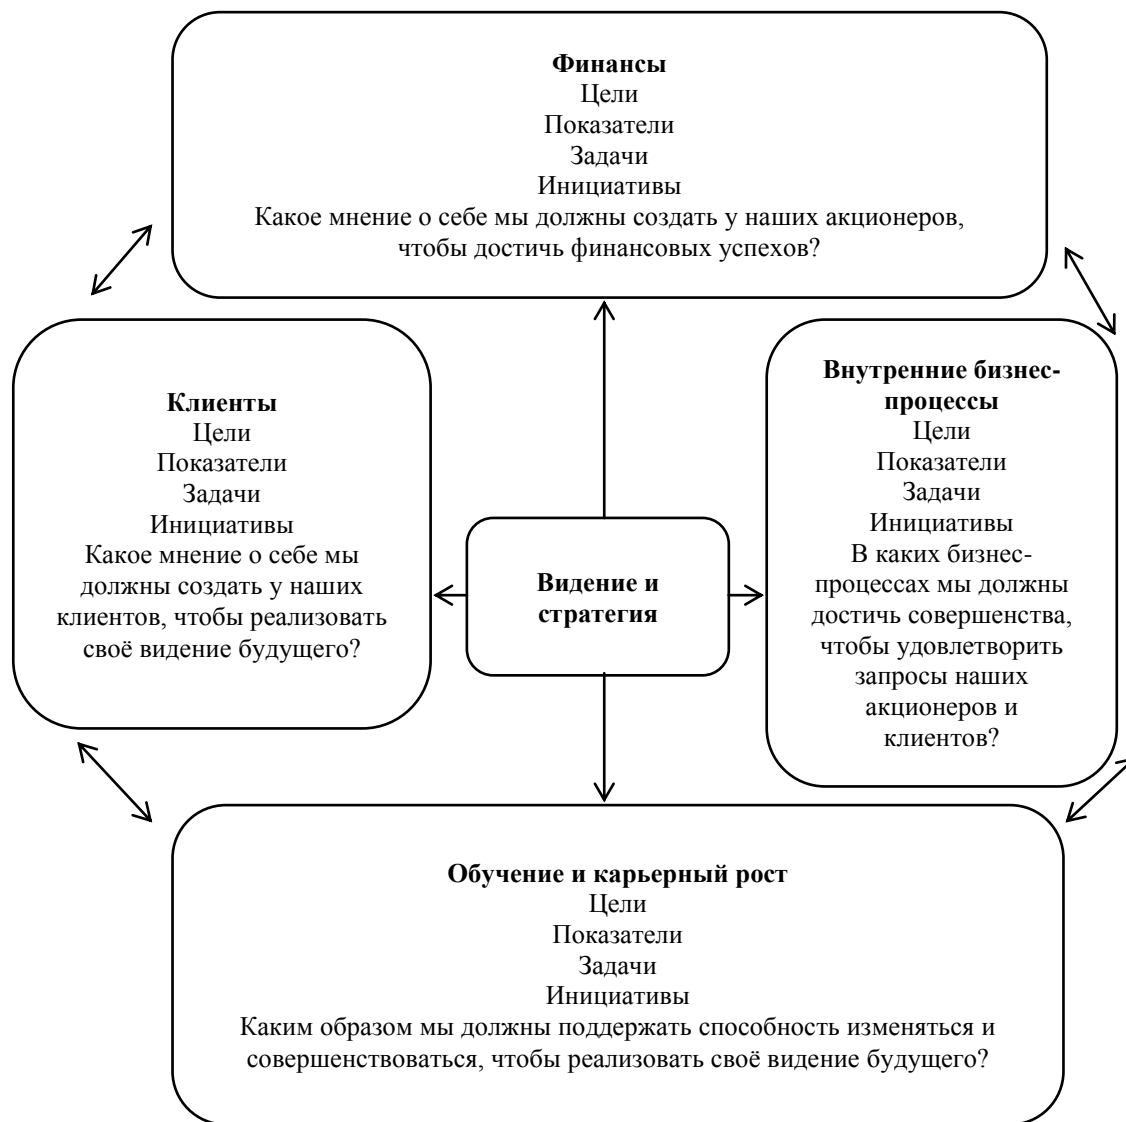 Финансы
Цели
Показатели
Задачи
Инициативы
Какое мнение о себе мы должны создать у наших акционеров,
чтобы достичь финансовых успехов?
Клиенты
Цели
Показатели
Задачи
Инициативы
Какое мнение о себе мы
должны создать у наших
клиентов, чтобы реализовать
своё видение будущего?
Видение и
стратегия
Внутренние бизнес-
процессы
Цели
Показатели
Задачи
Инициативы
В каких бизнес-
процессах мы должны
достичь совершенства,
чтобы удовлетворить
запросы наших
акционеров и
клиентов?
Обучение и карьерный рост
Цели
Показатели
Задачи
Инициативы
Каким образом мы должны поддержать способность изменяться и
совершенствоваться, чтобы реализовать своё видение будущего?